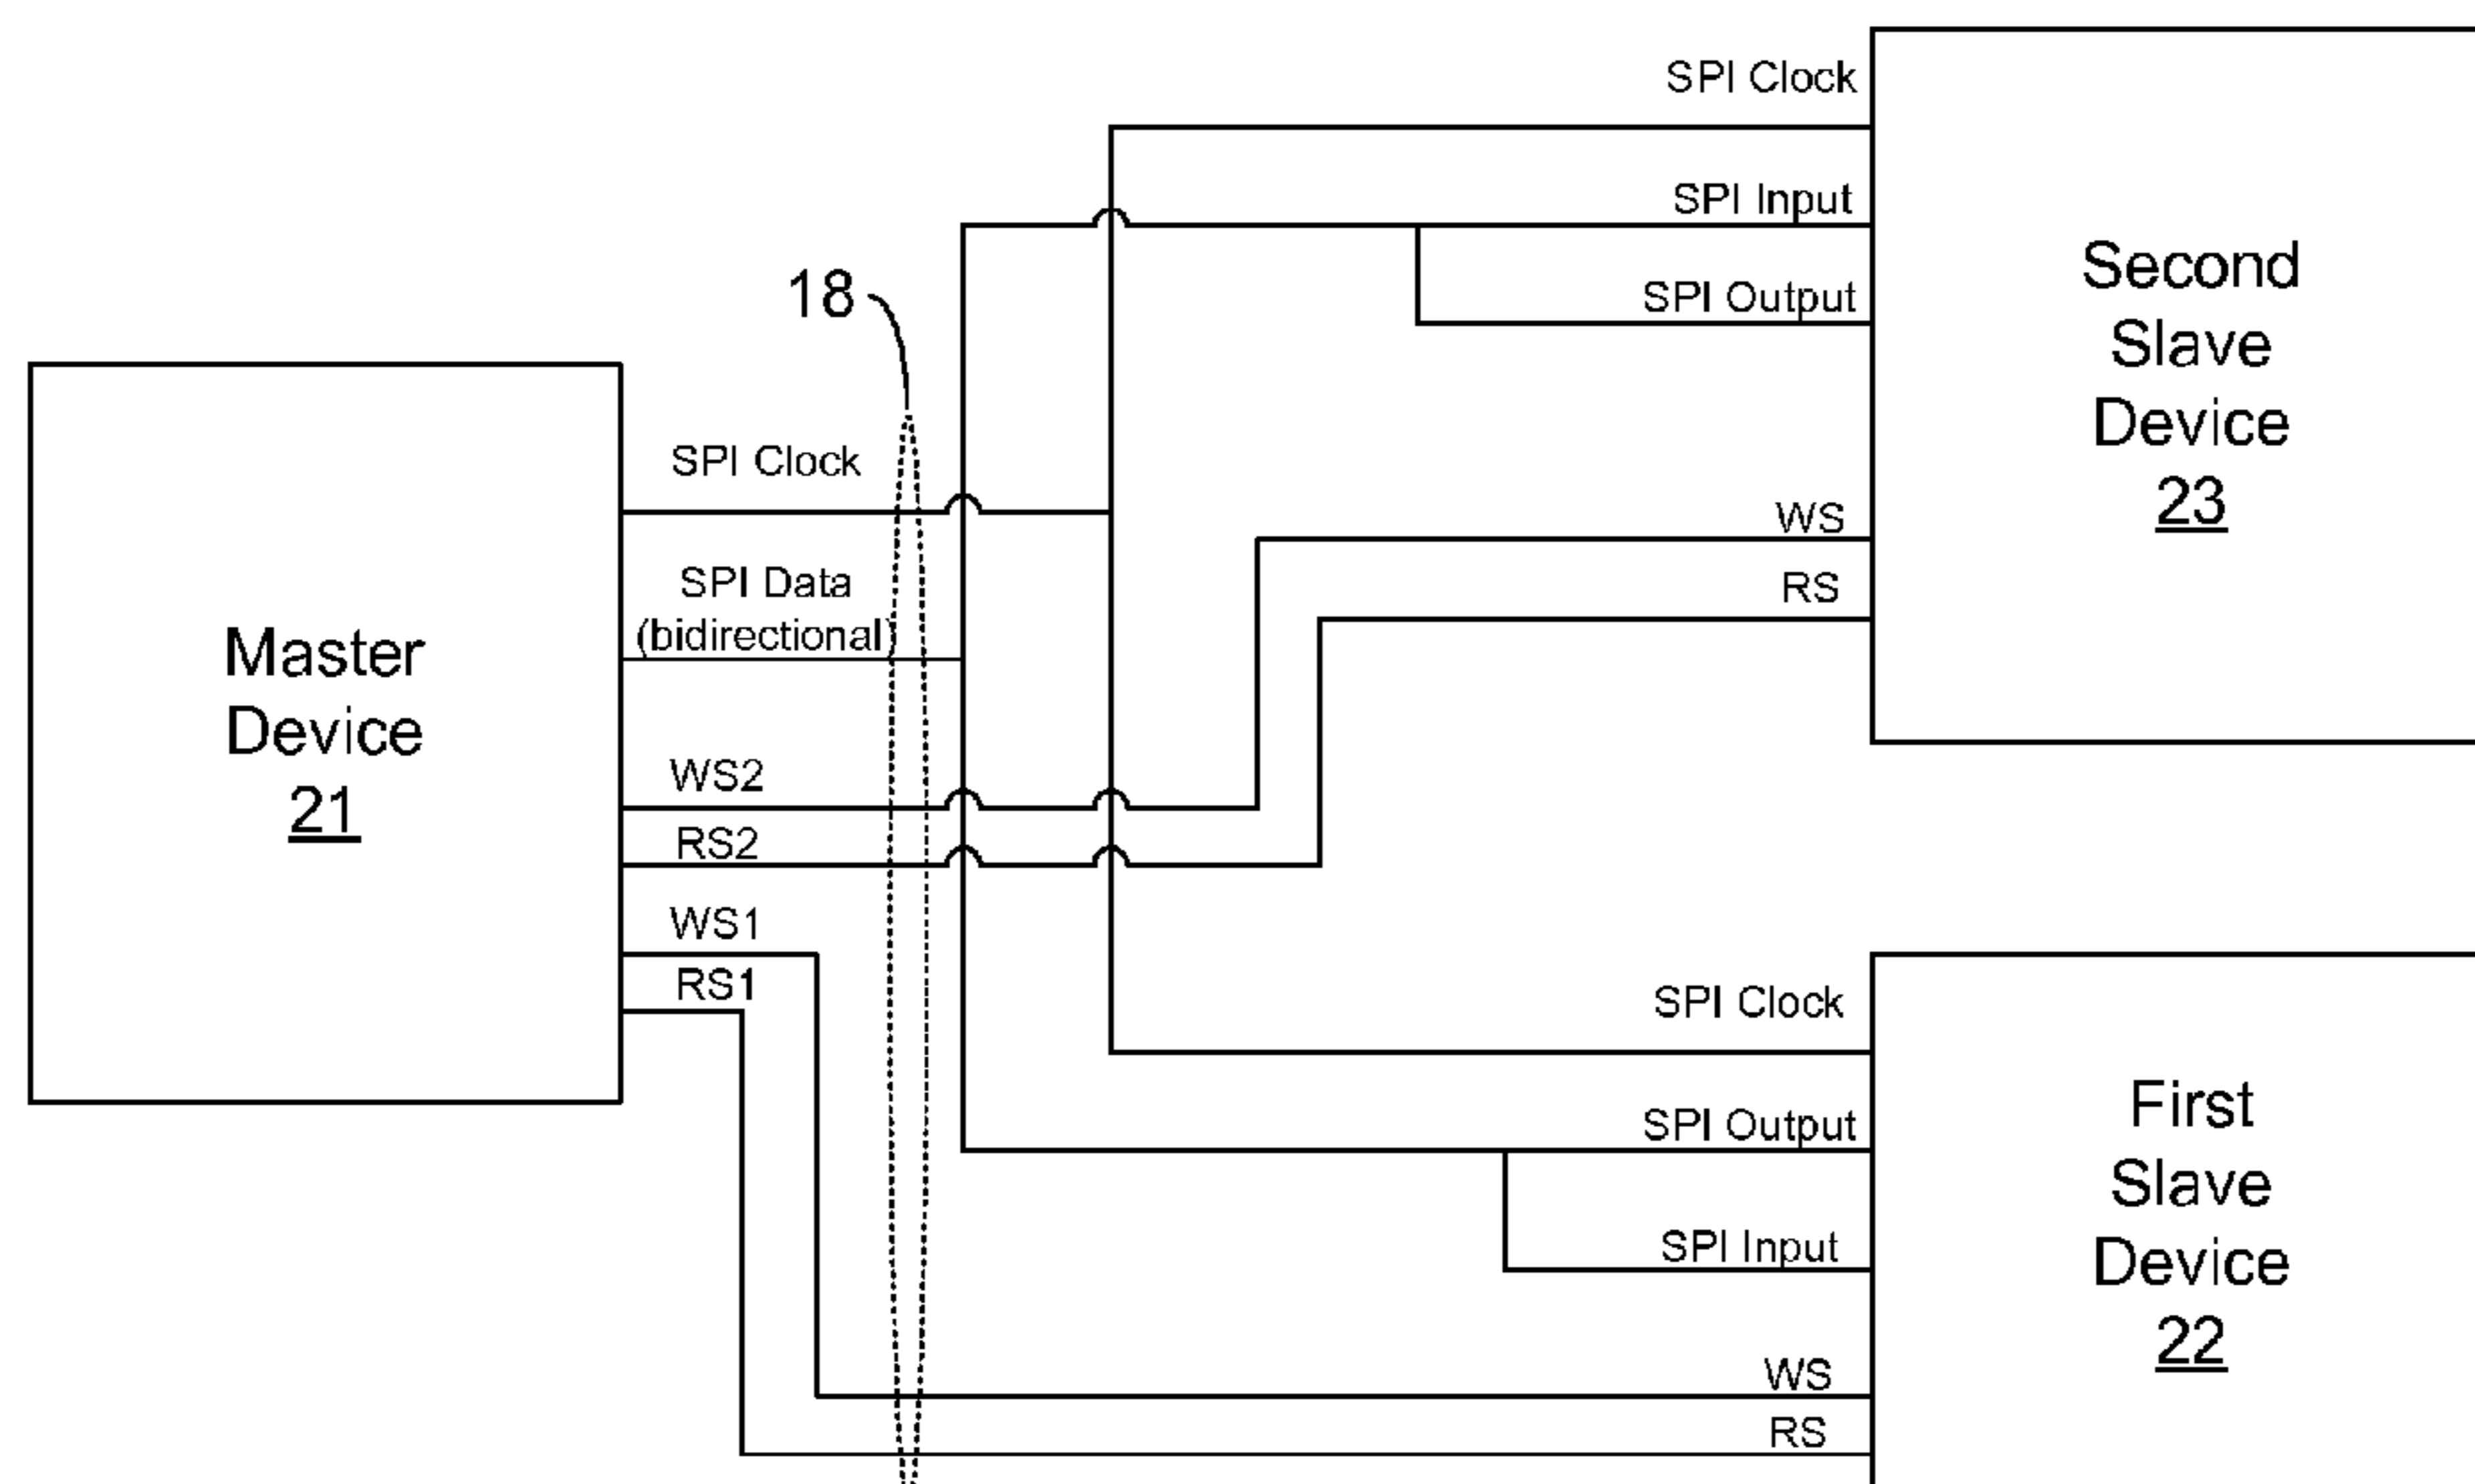 SPI Clock
SPI Input
SPI Output
WS
RS
Second
Slave
Device
23
18
SPI Clock
SPI Data
(bidirectional)
WS2
RS2
WS1
RS1
Master
Device
21
SPI Clock
SPI Output
SPI Input
WS
RS
First
Slave
Device
22